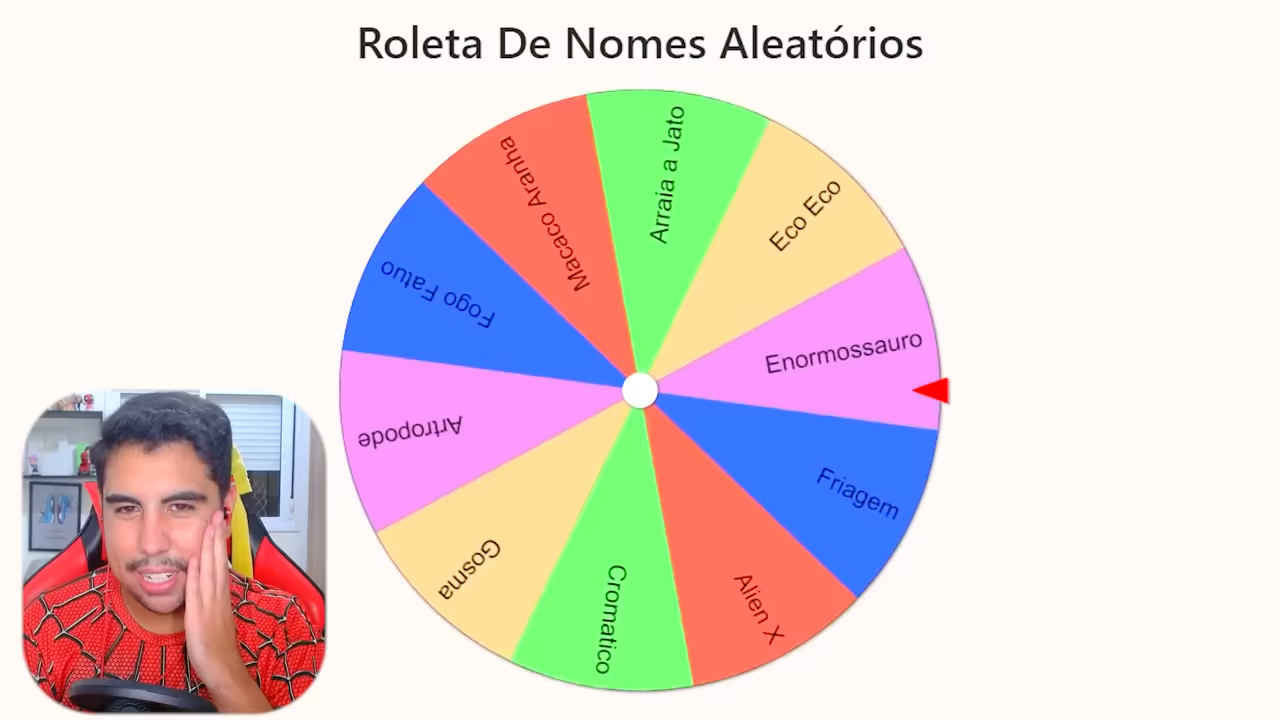 Roleta De Nomes Aleatórios
Arraia a Jato
Eco Eco
Enormossauro
Friagem
Alien X
Cromatico
Gosma
Artropode
Fogo Fatuo
Macaco Aranha